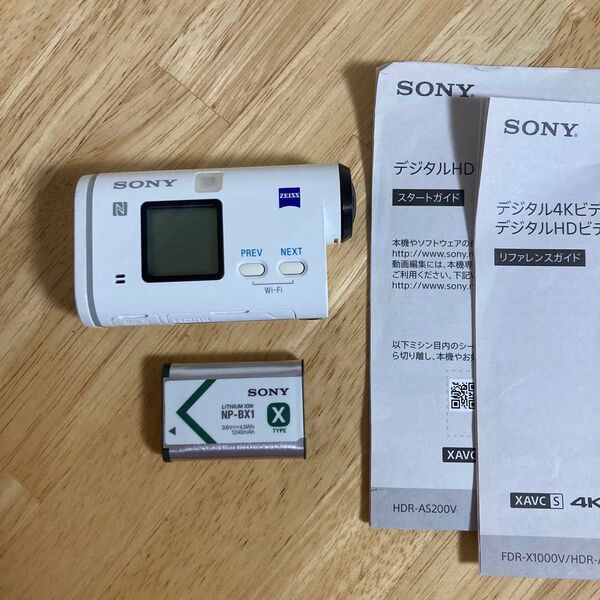 SONY
ZEISS
PREV NEXT
Wi-Fi
SONY
LITHIUM ION
NP-BX1
3.6V 4.5Wh
1240mAh
X
TYPE
SONY
デジタルHD
スタートガイド
本機やソフトウェアの
http://www.sony.n
動画編集には、本機専
ご利用ください。下記
http://www.sony.
以下ミシン目内のシー
ら切り離し、本機やお
XAVC
HDR-AS200V
SONY
デジタル4Kビデ
デジタルHDビデ
リファレンスガイド
XAVC S 4K
FDR-X1000V/HDR-A